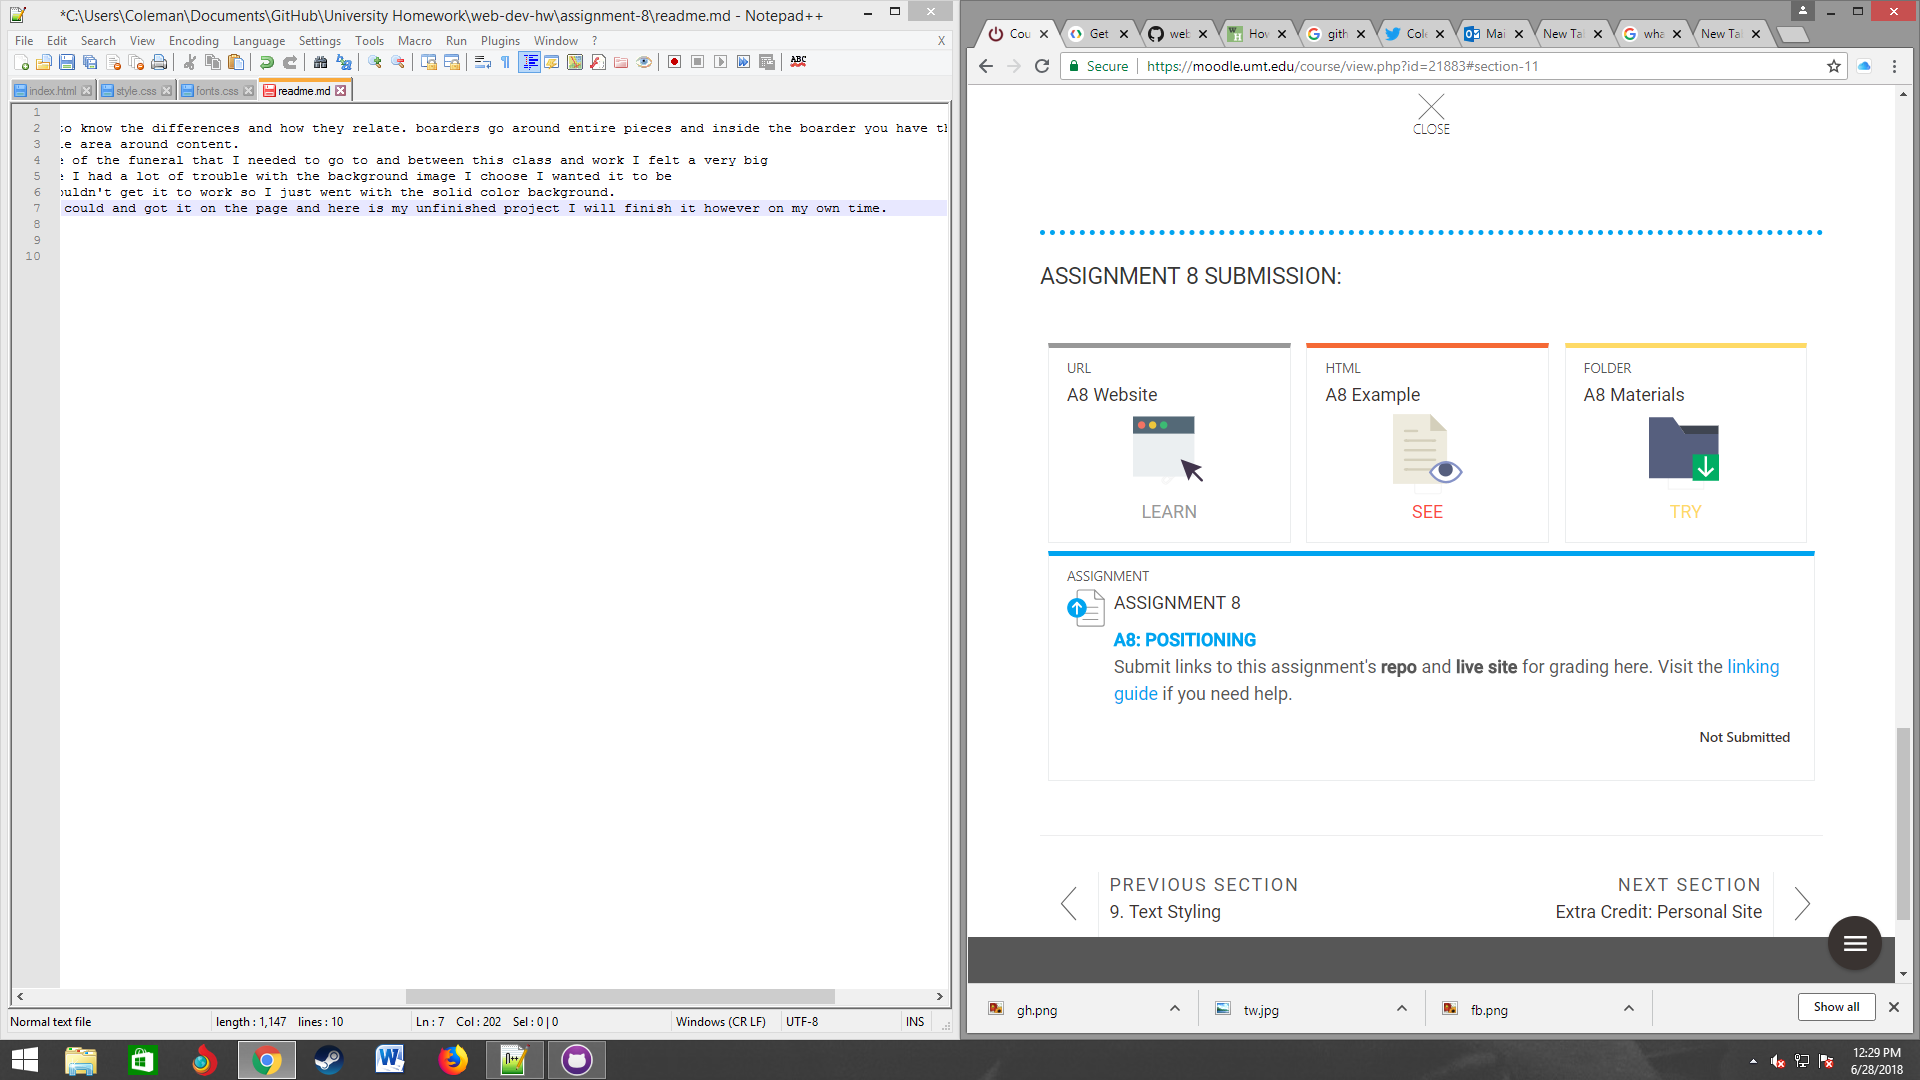 *C:\Users\Coleman\Documents\GitHub\University Homework\web-dev-hw\assignment-8\readme.md - Notepad++
File Edit Search View Encoding Language Settings Tools Macro Run Plugins Window ? X
index.html style.css fonts.css readme.md
1
2 to know the differences and how they relate. boarders go around entire pieces and inside the boarder you have th
3 le area around content.
4 e of the funeral that I needed to go to and between this class and work I felt a very big
5 e I had a lot of trouble with the background image I choose I wanted it to be
6 ouldn't get it to work so I just went with the solid color background.
7 could and got it on the page and here is my unfinished project I will finish it however on my own time.
8
9
10
Normal text file length : 1,147 lines : 10 Ln : 7 Col : 202 Sel : 0 | 0 Windows (CR LF) UTF-8 INS
Cou Get web How gith Cole Mai New Tal wha New Tal
Secure https://moodle.umt.edu/course/view.php?id=21883#section-11
CLOSE
ASSIGNMENT 8 SUBMISSION:
URL
A8 Website
LEARN
HTML
A8 Example
SEE
FOLDER
A8 Materials
TRY
ASSIGNMENT
ASSIGNMENT 8
A8: POSITIONING
Submit links to this assignment's repo and live site for grading here. Visit the linking
guide if you need help.
Not Submitted
PREVIOUS SECTION
9. Text Styling
NEXT SECTION
Extra Credit: Personal Site
gh.png tw.jpg fb.png Show all
12:29 PM
6/28/2018